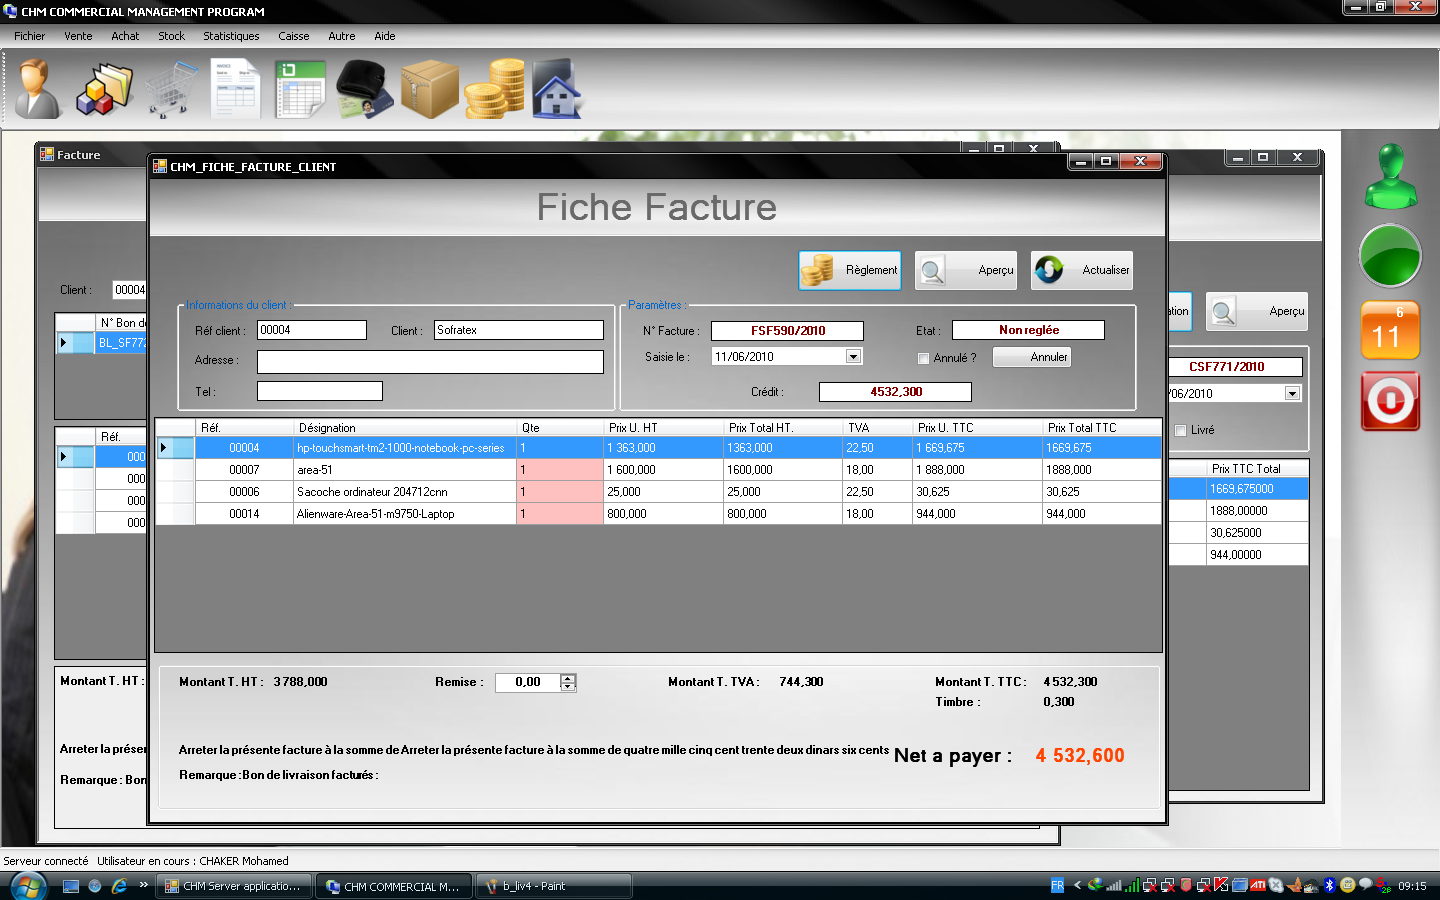 CHM COMMERCIAL MANAGEMENT PROGRAM
Fichier Vente Achat Stock Statistiques Caisse Autre Aide
Facture
CHM_FICHE_FACTURE_CLIENT
Fiche Facture
Règlement Aperçu Actualiser
Client : 00004
Informations du client :
Réf client : 00004 Client : Sofratex
Adresse :
Tel :
Paramètres :
N° Facture : FSF590/2010 Etat : Non reglée
Saisie le : 11/06/2010 Annulé ? Annuler
Crédit : 4532,300
ation Aperçu
CSF771/2010
/06/2010
Livré
6
11
N° Bon de
BL_SF772
Réf.
000
000
000
000
Réf. Désignation Qte Prix U. HT Prix Total HT. TVA Prix U. TTC Prix Total TTC
00004 hp-touchsmart-tm2-1000-notebook-pc-series 1 1 363,000 1363,000 22,50 1 669,675 1669,675
00007 area-51 1 1 600,000 1600,000 18,00 1 888,000 1888,000
00006 Sacoche ordinateur 204712cnn 1 25,000 25,000 22,50 30,625 30,625
00014 Alienware-Area-51-m9750-Laptop 1 800,000 800,000 18,00 944,000 944,000
Prix TTC Total
1669,675000
1888,00000
30,625000
944,00000
Montant T. HT :
Arreter la présen
Remarque : Bon
Montant T. HT : 3 788,000 Remise : 0,00 Montant T. TVA : 744,300 Montant T. TTC : 4 532,300
Timbre : 0,300
Arreter la présente facture à la somme de Arreter la présente facture à la somme de quatre mille cinq cent trente deux dinars six cents
Net a payer : 4 532,600
Remarque :Bon de livraison facturés :
Serveur connecté Utilisateur en cours : CHAKER Mohamed
CHM Server applicatio... CHM COMMERCIAL M... b_liv4 - Paint FR ATI 09:15